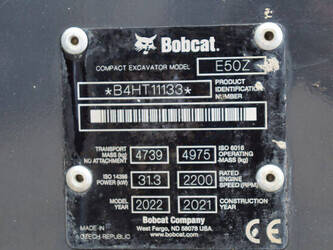 Bobcat.
COMPACT EXCAVATOR MODEL E50Z
*B4HT11133* PRODUCT IDENTIFICATION NUMBER
TRANSPORT MASS (kg) NO ATTACHMENT 4739 4975 ISO 6016 OPERATING MASS (kg)
ISO 14396 POWER (kW) 31.3 2200 RATED ENGINE SPEED (RPM)
MODEL YEAR 2022 2021 CONSTRUCTION YEAR
Bobcat Company
West Fargo, ND 58078 USA
MADE IN CZECH REPUBLIC
CE